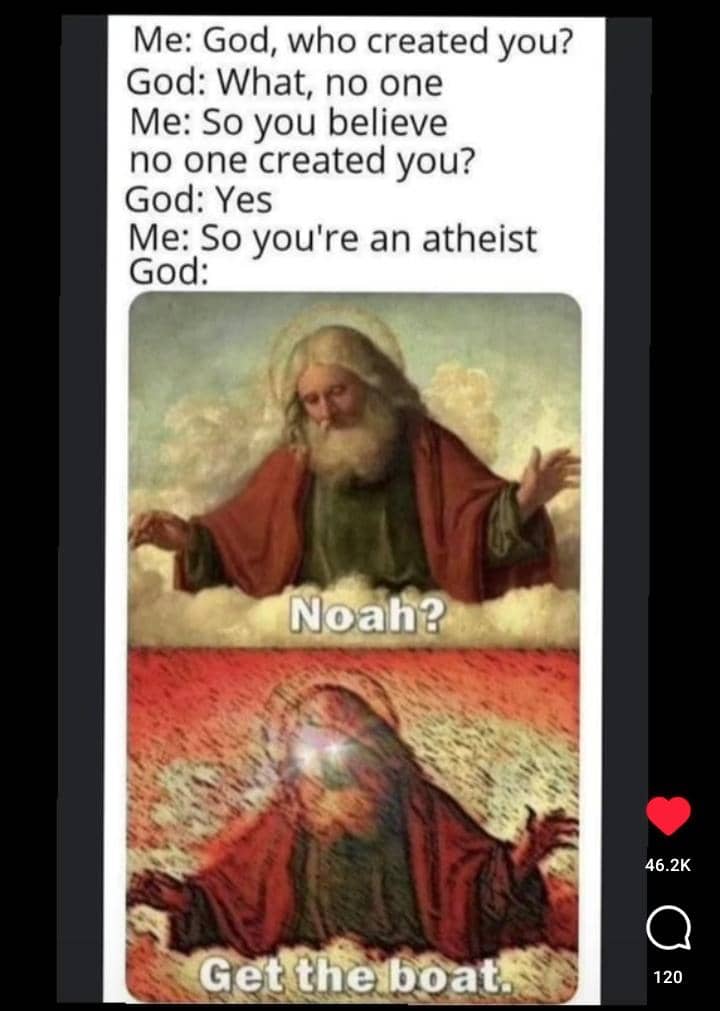 Me: God, who created you?
God: What, no one
Me: So you believe
no one created you?
God: Yes
Me: So you're an atheist
God:
Noah?
Get the boat.
46.2K
120